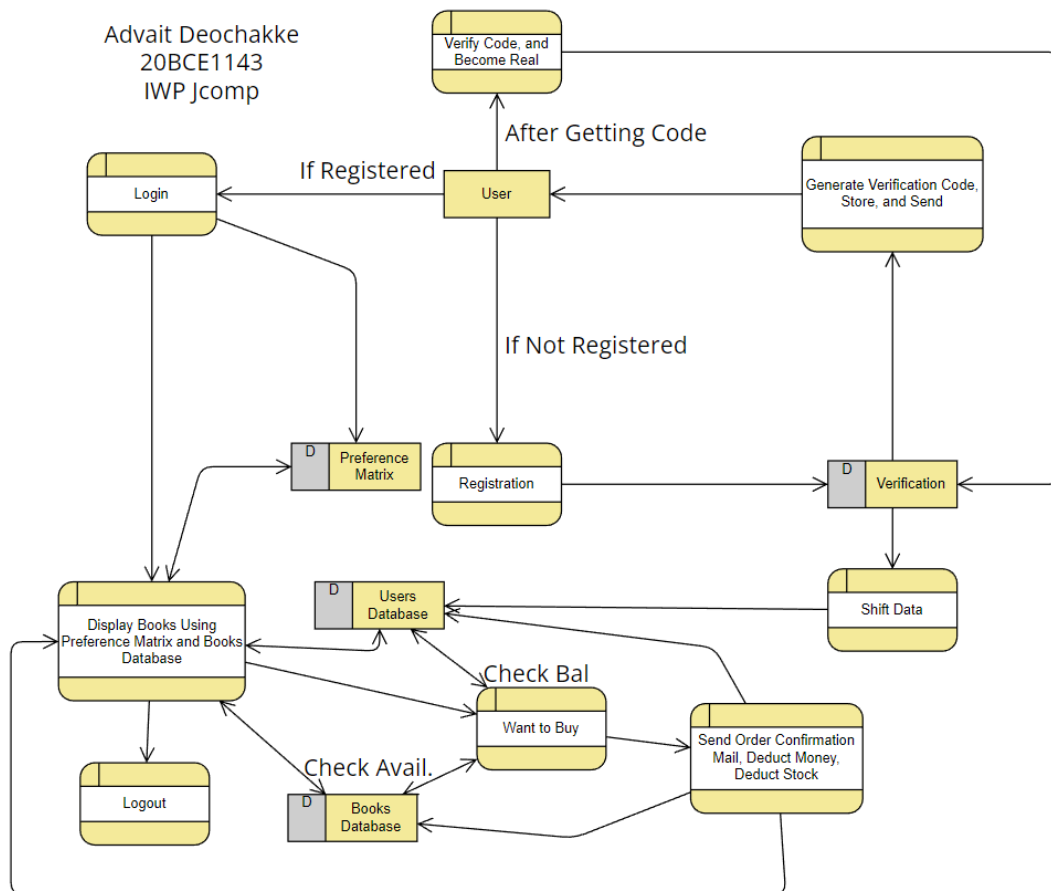 Advait Deochakke
20BCE1143
IWP Jcomp
Verify Code, and
Become Real
After Getting Code
If Registered
Login
User
Generate Verification Code,
Store, and Send
If Not Registered
D
Preference
Matrix
Registration
D
Verification
D
Users
Database
Shift Data
Display Books Using
Preference Matrix and Books
Database
Check Bal
Want to Buy
Send Order Confirmation
Mail, Deduct Money,
Deduct Stock
Check Avail.
Logout
D
Books
Database